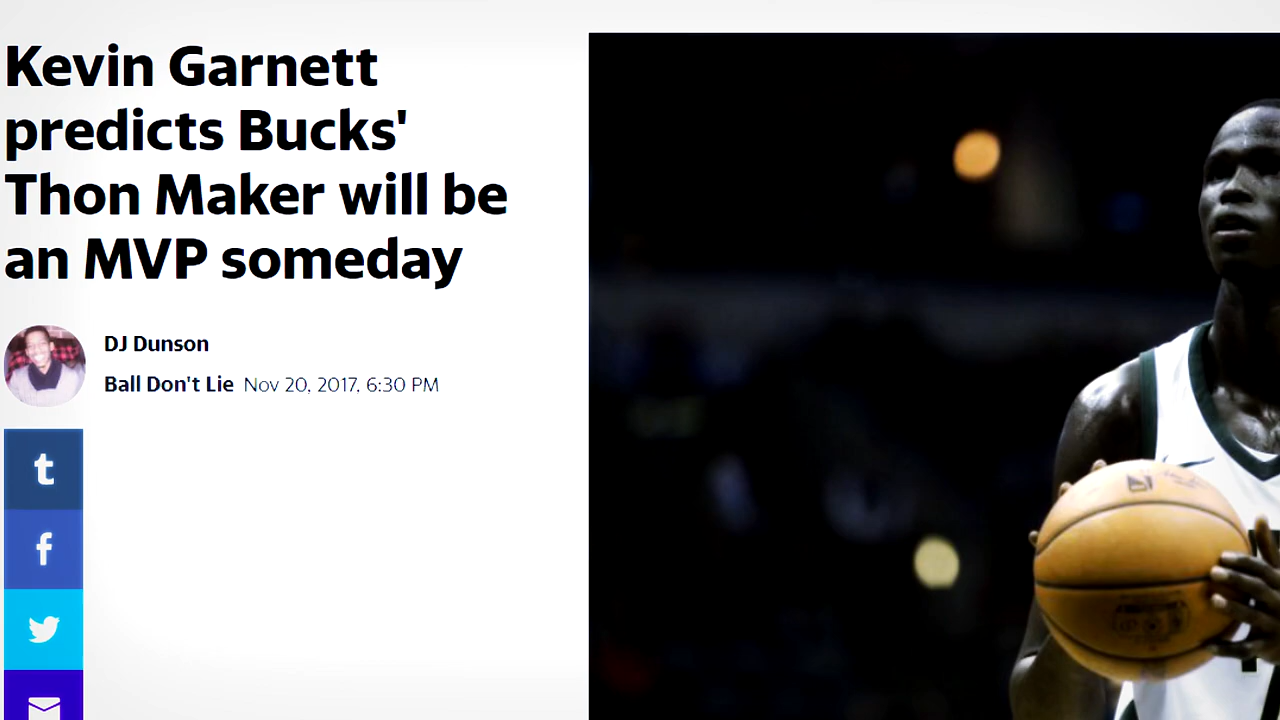 Kevin Garnett
predicts Bucks'
Thon Maker will be
an MVP someday
DJ Dunson
Ball Don't Lie Nov 20, 2017, 6:30 PM